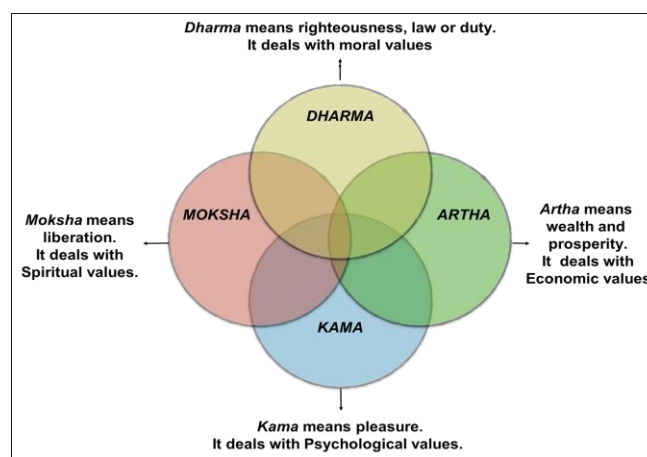 Dharma means righteousness, law or duty.
It deals with moral values
DHARMA
MOKSHA
ARTHA
KAMA
Moksha means
liberation.
It deals with
Spiritual values.
Artha means
wealth and
prosperity.
It deals with
Economic values
Kama means pleasure.
It deals with Psychological values.